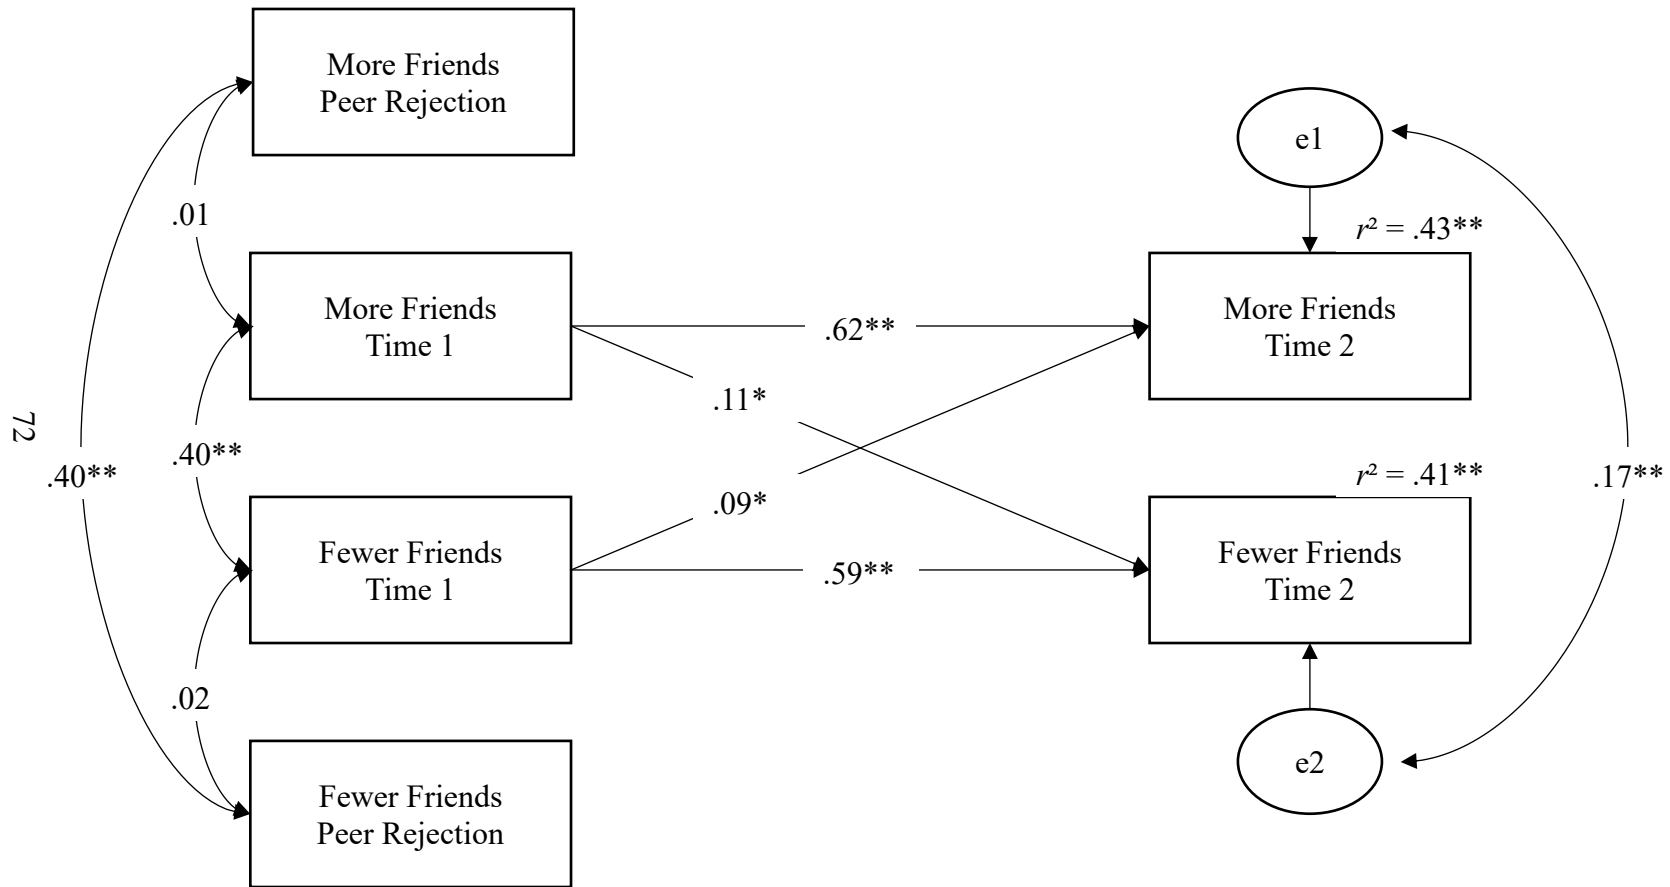 More Friends
Peer Rejection
e1
.01
r² = .43**
More Friends
Time 1
.62**
More Friends
Time 2
.11*
72
.40**
.40**
.09*
r² = .41**
.17**
Fewer Friends
Time 1
.59**
Fewer Friends
Time 2
.02
e2
Fewer Friends
Peer Rejection